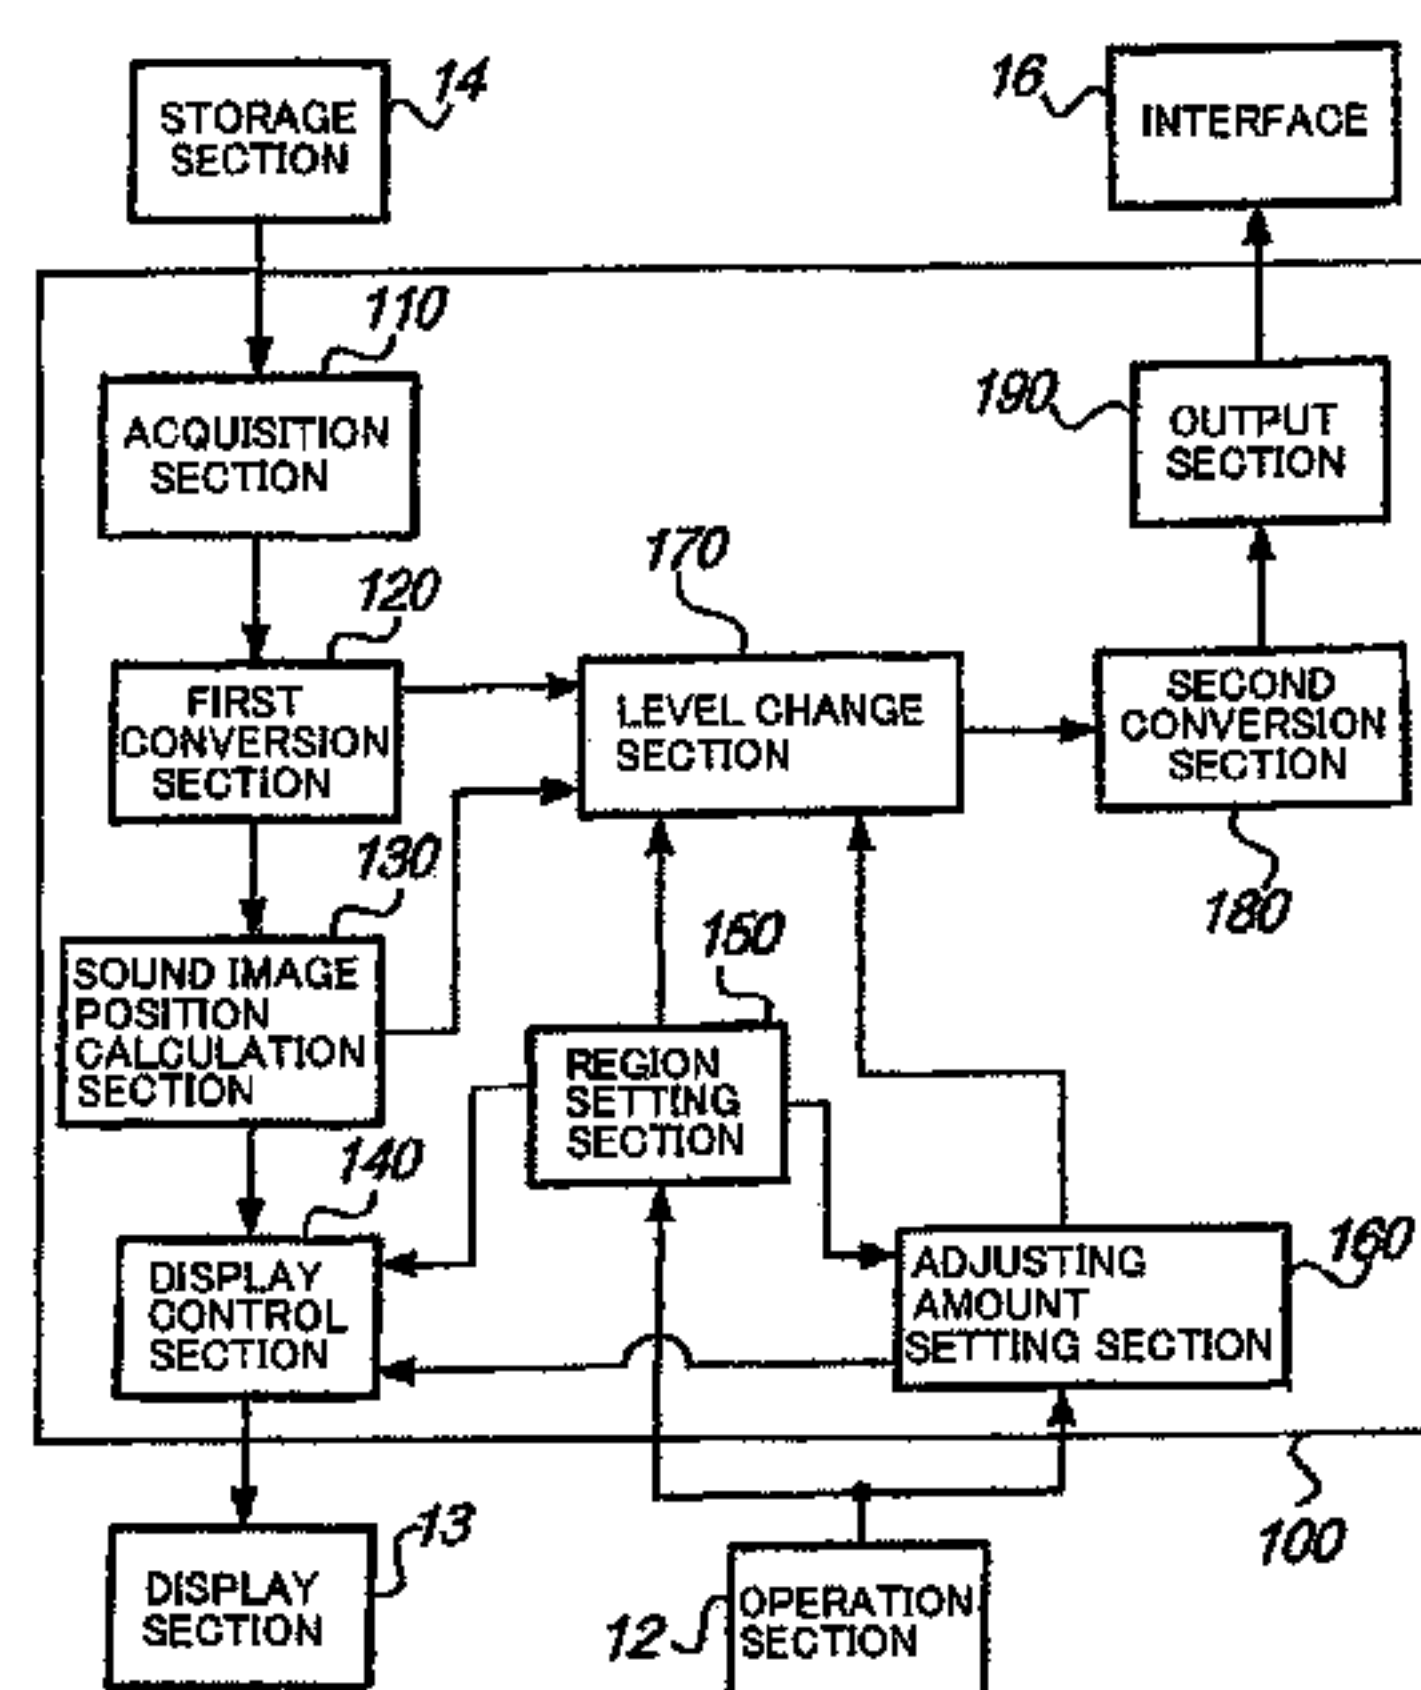 14
STORAGE
SECTION
16
INTERFACE
110
ACQUISITION
SECTION
190
OUTPUT
SECTION
120
FIRST
CONVERSION
SECTION
170
LEVEL CHANGE
SECTION
SECOND
CONVERSION
SECTION
180
130
SOUND IMAGE
POSITION
CALCULATION
SECTION
150
REGION
SETTING
SECTION
140
DISPLAY
CONTROL
SECTION
160
ADJUSTING
AMOUNT
SETTING SECTION
100
13
DISPLAY
SECTION
12
OPERATION
SECTION